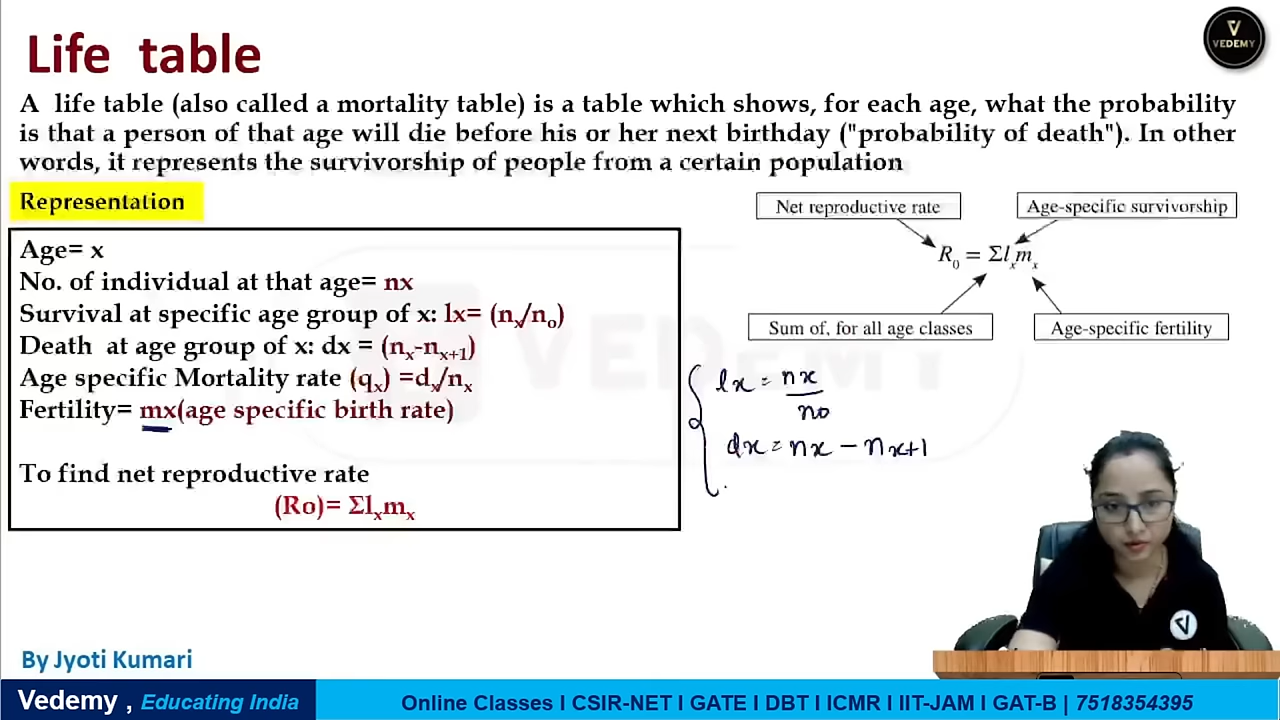 Life table
VEDEMY
A life table (also called a mortality table) is a table which shows, for each age, what the probability
is that a person of that age will die before his or her next birthday ("probability of death"). In other
words, it represents the survivorship of people from a certain population
Representation
Age= x
No. of individual at that age= nx
Survival at specific age group of x: lx= (nx/no)
Death at age group of x: dx = (nx-nx+1)
Age specific Mortality rate (qx) =dx/nx
Fertility= mx(age specific birth rate)
To find net reproductive rate
(Ro)= Σlxmx
Net reproductive rate
Age-specific survivorship
R0 = Σlxmx
Sum of, for all age classes
Age-specific fertility
lx = nx/no
dx = nx - nx+1
VEDEMY
By Jyoti Kumari
Vedemy , Educating India
Online Classes I CSIR-NET I GATE I DBT I ICMR I IIT-JAM I GAT-B | 7518354395